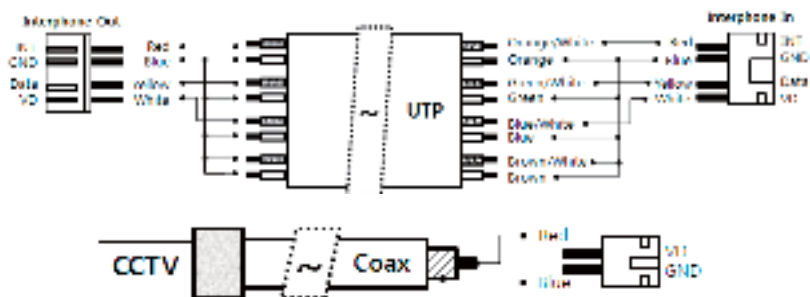 Interphone Out
Interphone In
INT Red Orange/White Red INT
GND Blue Orange Blue GND
Data Yellow Green/White Yellow Data
VD White Green White VD
UTP
Blue/White
Blue
Brown/White
Brown
CCTV
Coax
Red VD
Blue GND